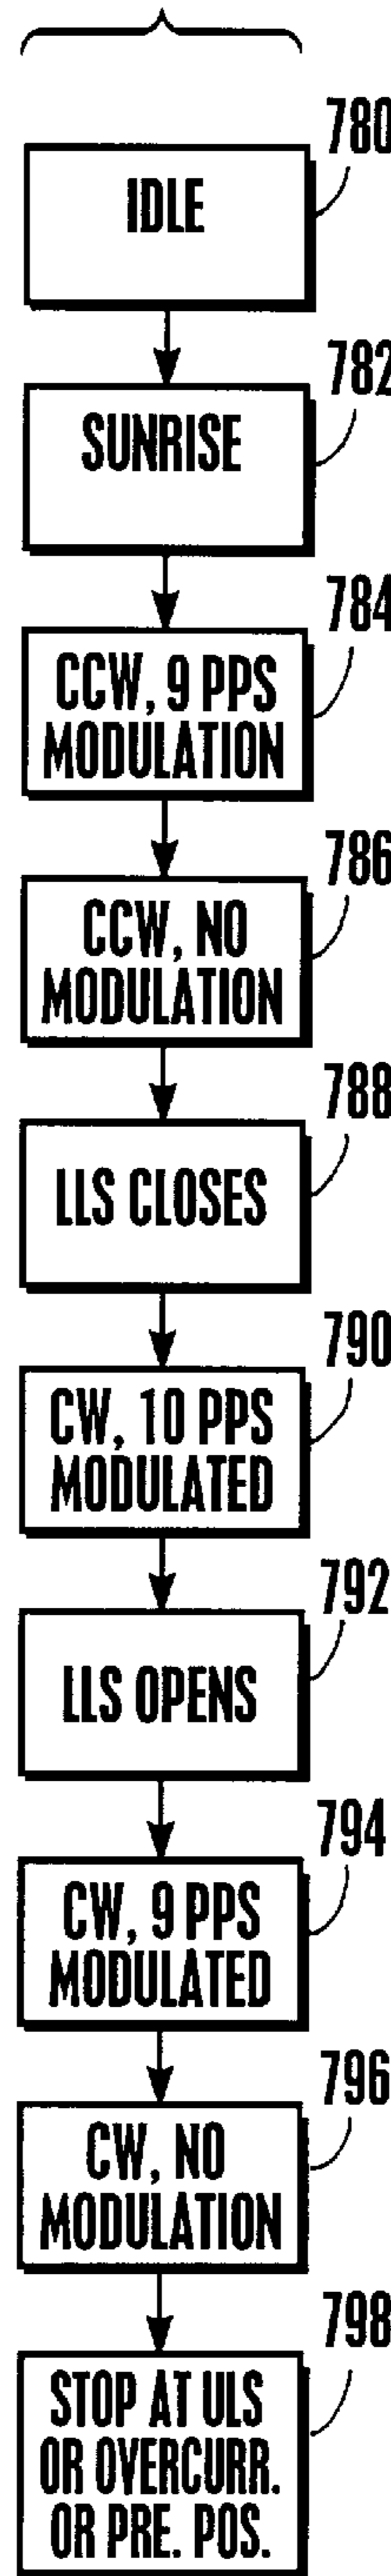 780
IDLE
782
SUNRISE
784
CCW, 9 PPS
MODULATION
786
CCW, NO
MODULATION
788
LLS CLOSES
790
CW, 10 PPS
MODULATED
792
LLS OPENS
794
CW, 9 PPS
MODULATED
796
CW, NO
MODULATION
798
STOP AT ULS
OR OVERCURR.
OR PRE. POS.